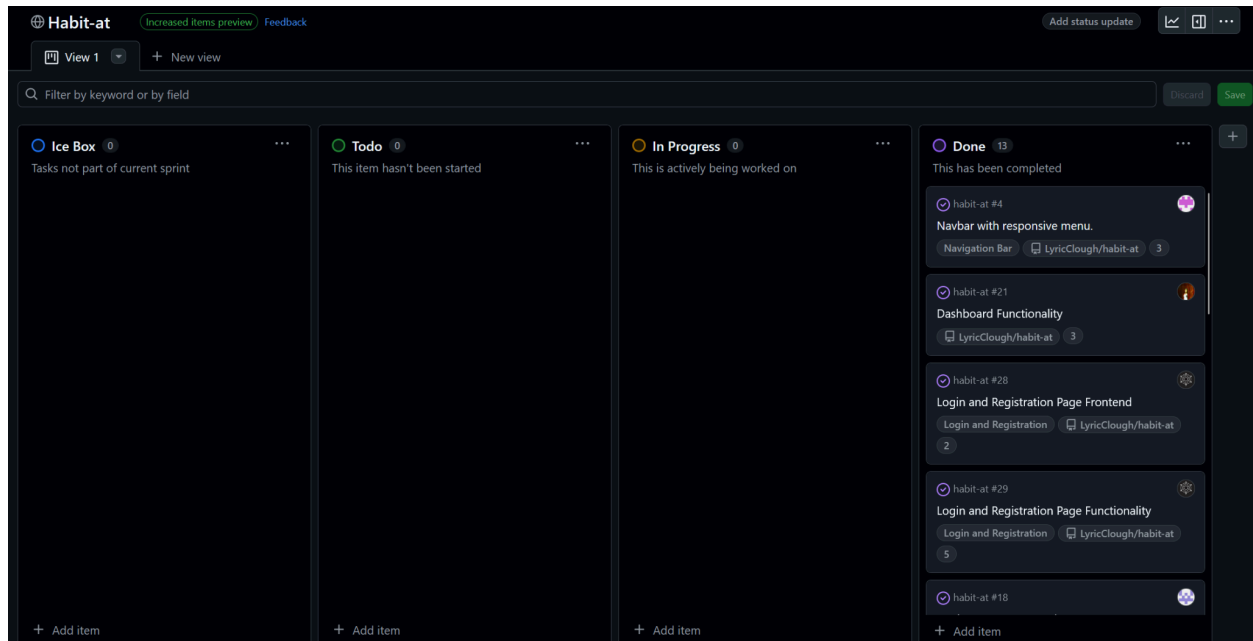 Habit-at
Increased items preview
Feedback
Add status update
View 1
New view
Filter by keyword or by field
Discard
Save
Ice Box 0
Tasks not part of current sprint
Add item
Todo 0
This item hasn't been started
Add item
In Progress 0
This is actively being worked on
Add item
Done 13
This has been completed
habit-at #4
Navbar with responsive menu.
Navigation Bar LyricClough/habit-at 3
habit-at #21
Dashboard Functionality
LyricClough/habit-at 3
habit-at #28
Login and Registration Page Frontend
Login and Registration LyricClough/habit-at
2
habit-at #29
Login and Registration Page Functionality
Login and Registration LyricClough/habit-at
5
habit-at #18
Add item